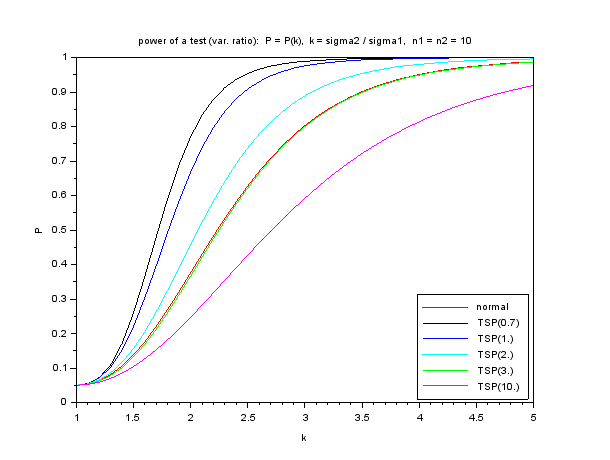 power of a test (var. ratio):  P = P(k),  k = sigma2 / sigma1,  n1 = n2 = 10
1
0.9
0.8
0.7
0.6
0.5
0.4
0.3
0.2
0.1
0
P
1 1.5 2 2.5 3 3.5 4 4.5 5
k
normal
TSP(0.7)
TSP(1.)
TSP(2.)
TSP(3.)
TSP(10.)